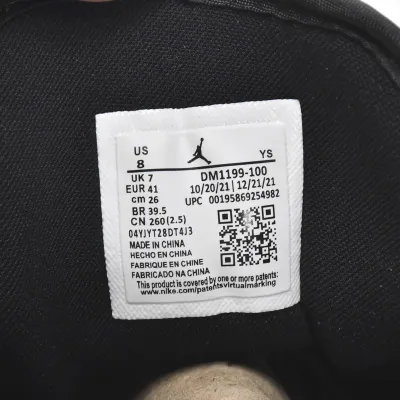 US
8
YS
UK 7
EUR 41
cm 26
BR 39.5
CN 260 (2.5)
DM1199-100
10/20/21 | 12/21/21
UPC 00195869254982
04YJYT28DT4J3
MADE IN CHINA
HECHO EN CHINA
FABRIQUE EN CHINE
FABRICADO NA CHINA
This product is covered by one or more patents:
www.nike.com/patentsvirtualmarking